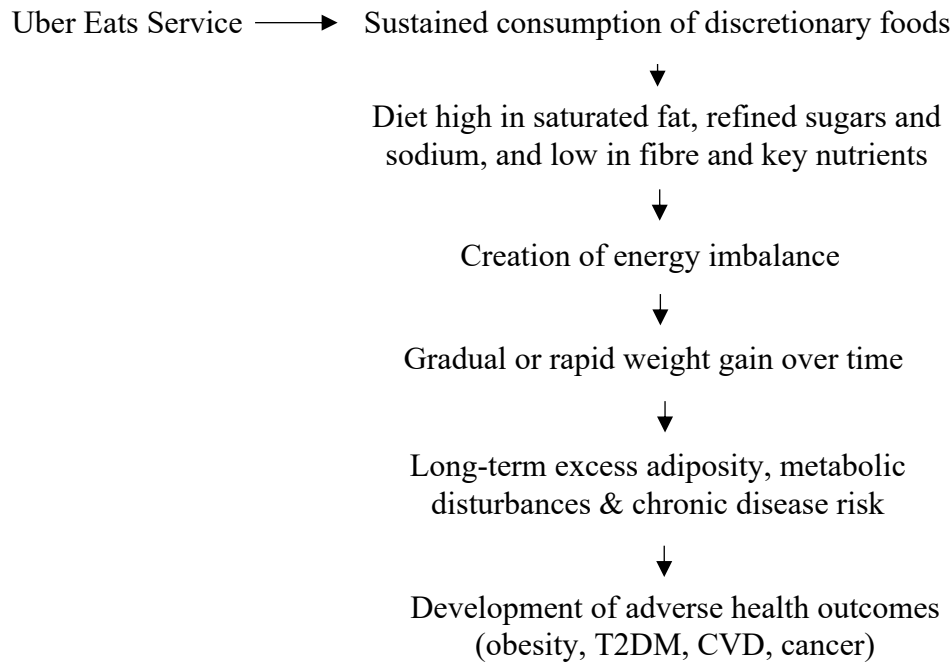 Uber Eats Service
Sustained consumption of discretionary foods
Diet high in saturated fat, refined sugars and
sodium, and low in fibre and key nutrients
Creation of energy imbalance
Gradual or rapid weight gain over time
Long-term excess adiposity, metabolic
disturbances & chronic disease risk
Development of adverse health outcomes
(obesity, T2DM, CVD, cancer)